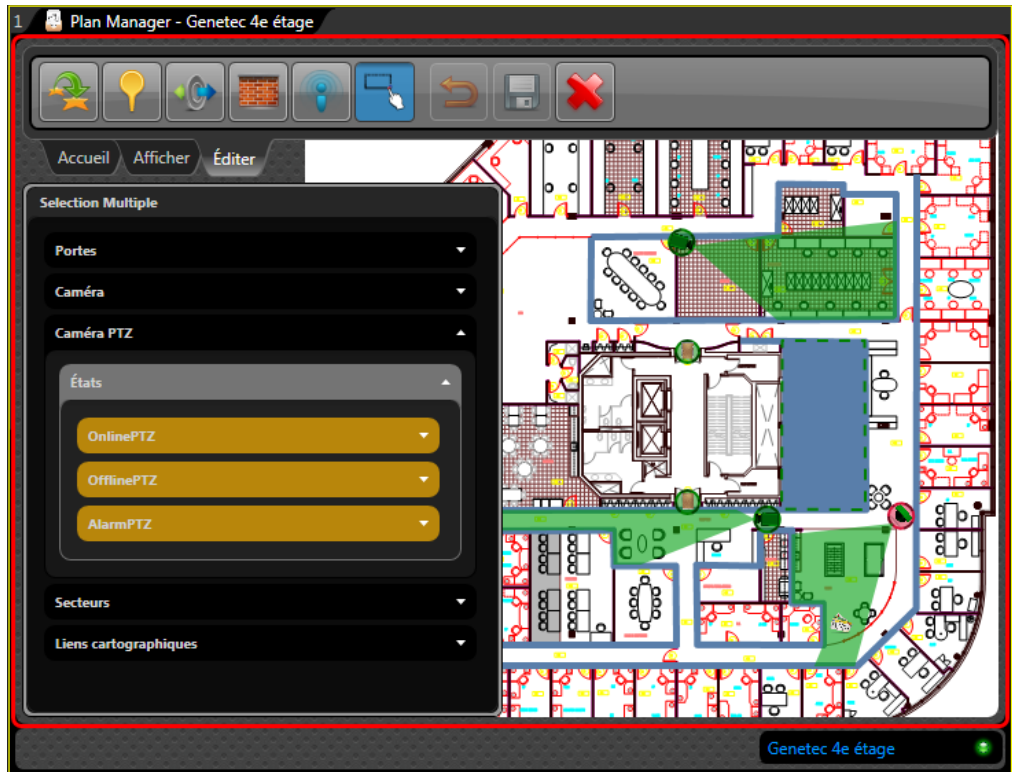 1 Plan Manager - Genetec 4e étage
Accueil Afficher Éditer
Selection Multiple
Portes
Caméra
Caméra PTZ
États
OnlinePTZ
OfflinePTZ
AlarmPTZ
Secteurs
Liens cartographiques
Genetec 4e étage